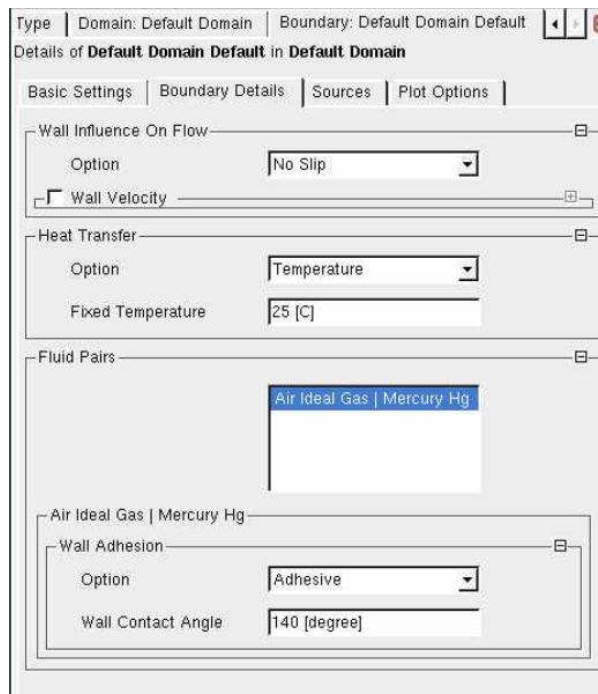 Type Domain: Default Domain Boundary: Default Domain Default
Details of Default Domain Default in Default Domain
Basic Settings Boundary Details Sources Plot Options
Wall Influence On Flow
Option No Slip
Wall Velocity
Heat Transfer
Option Temperature
Fixed Temperature 25 [C]
Fluid Pairs
Air Ideal Gas | Mercury Hg
Air Ideal Gas | Mercury Hg
Wall Adhesion
Option Adhesive
Wall Contact Angle 140 [degree]